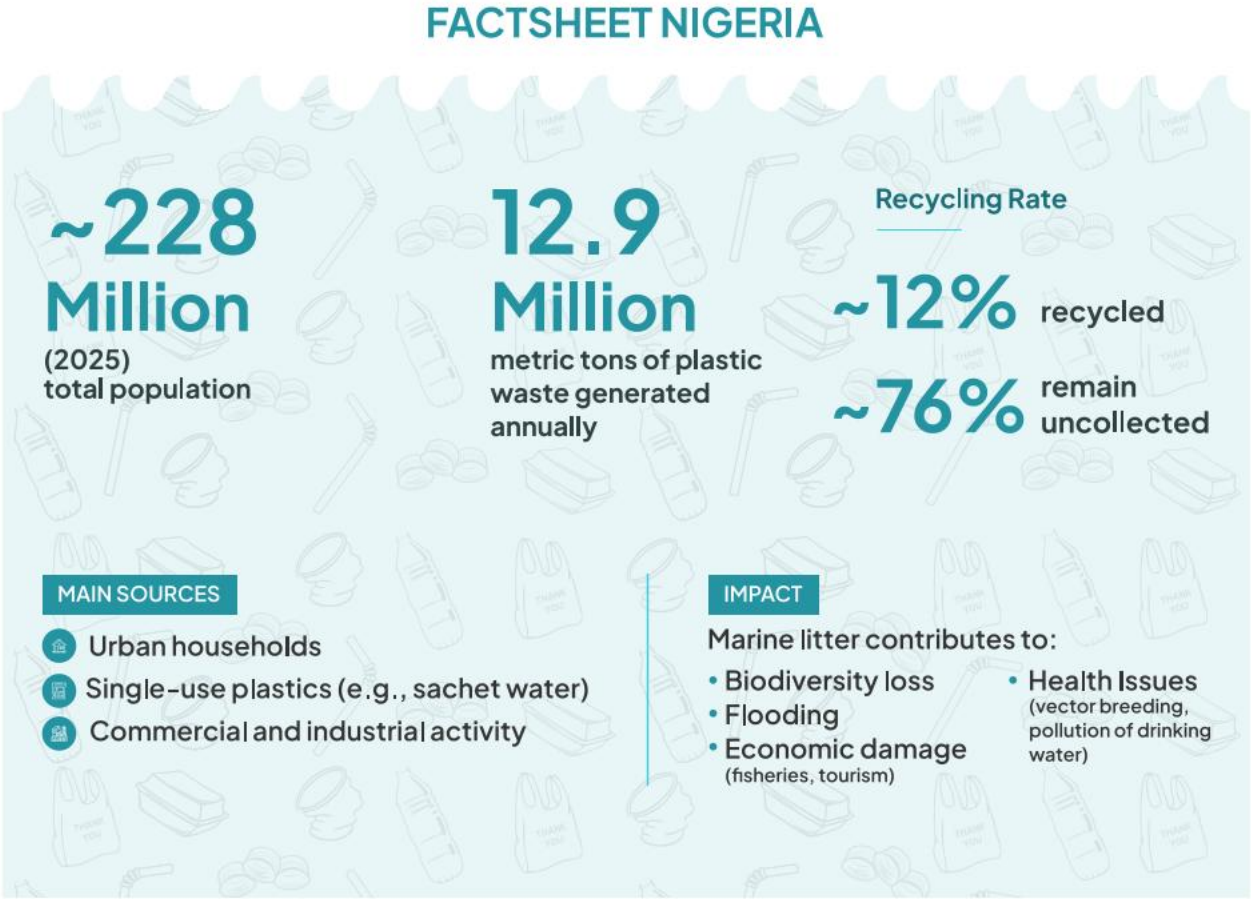 FACTSHEET NIGERIA
~228
Million
(2025)
total population
12.9
Million
metric tons of plastic
waste generated
annually
Recycling Rate
~12% recycled
~76% remain
uncollected
MAIN SOURCES
Urban households
Single-use plastics (e.g., sachet water)
Commercial and industrial activity
IMPACT
Marine litter contributes to:
• Biodiversity loss
• Flooding
• Economic damage
(fisheries, tourism)
• Health Issues
(vector breeding,
pollution of drinking
water)
THANK
YOU